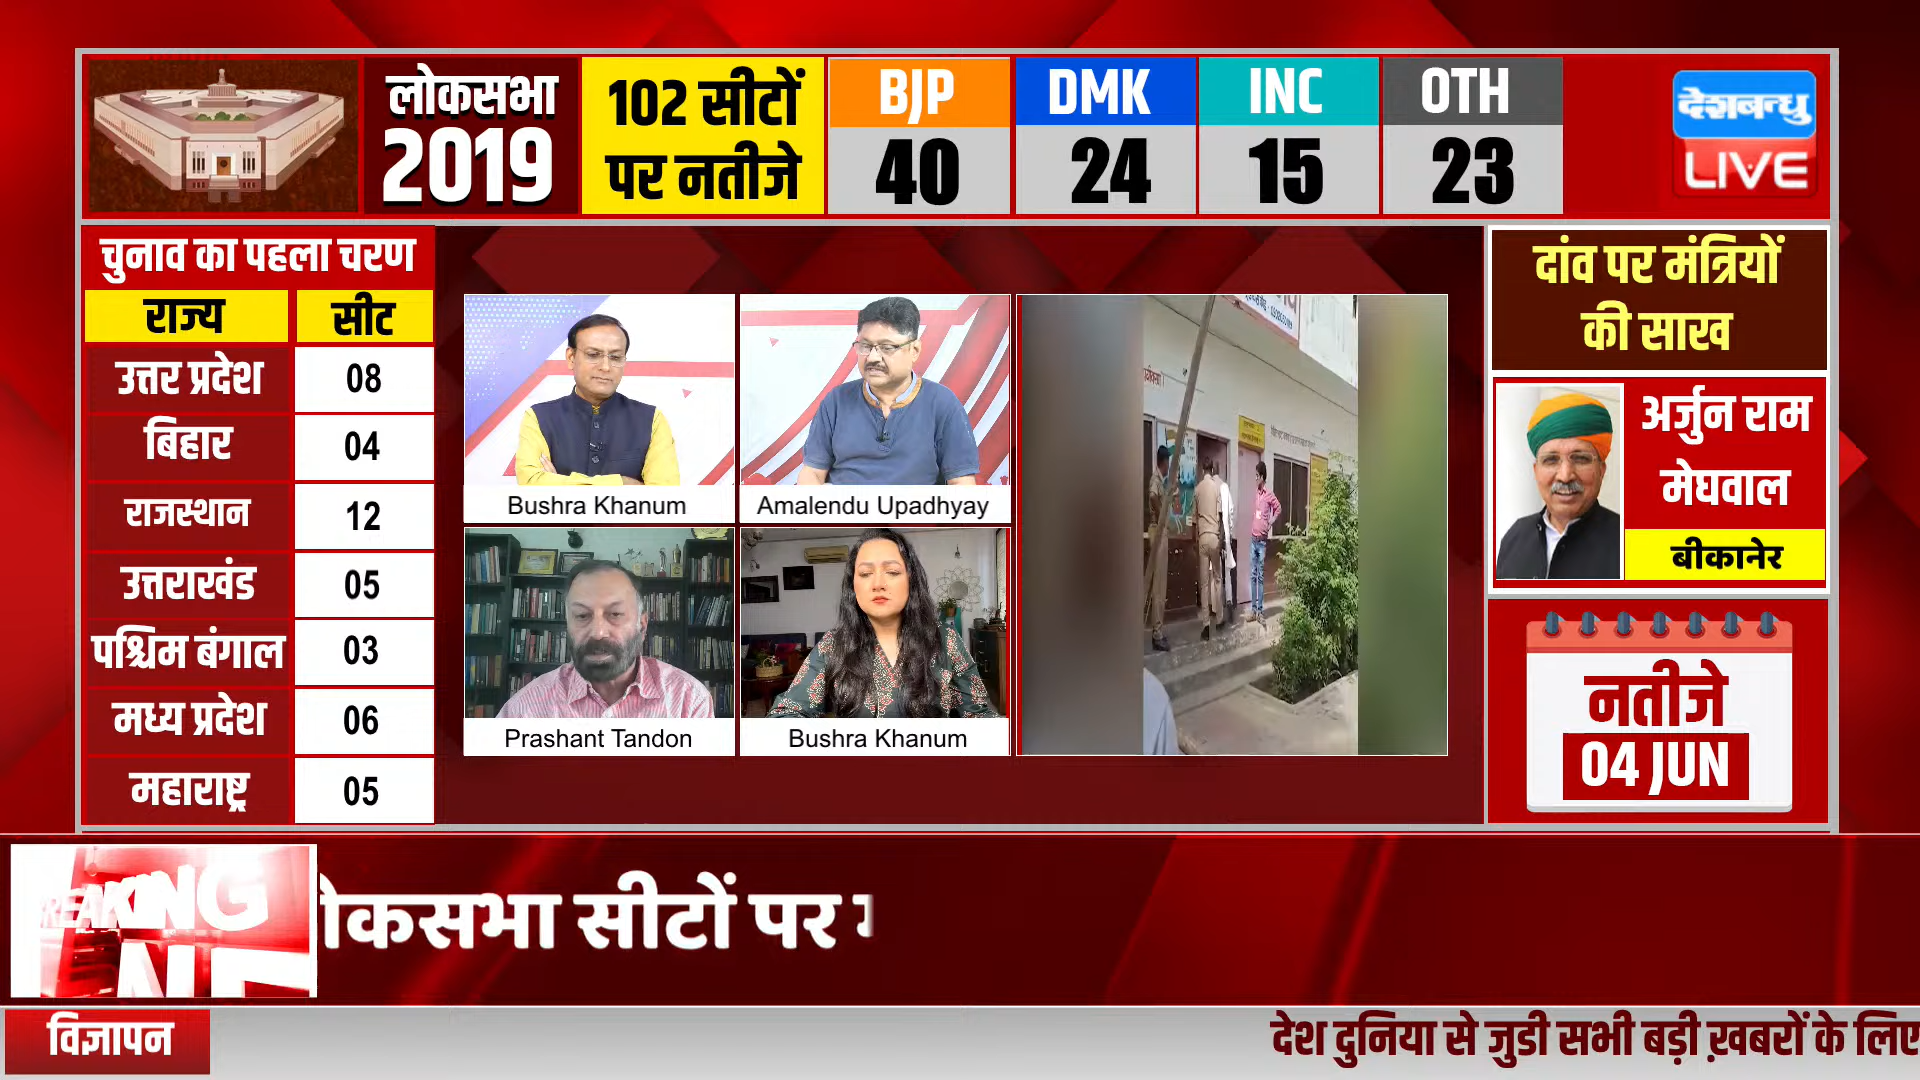 लोकसभा
2019
102 सीटों
पर नतीजे
BJP
40
DMK
24
INC
15
OTH
23
देशबन्धु
LIVE
चुनाव का पहला चरण
राज्य सीट
उत्तर प्रदेश 08
बिहार 04
राजस्थान 12
उत्तराखंड 05
पश्चिम बंगाल 03
मध्य प्रदेश 06
महाराष्ट्र 05
Bushra Khanum
Amalendu Upadhyay
Prashant Tandon
Bushra Khanum
दांव पर मंत्रियों
की साख
अर्जुन राम
मेघवाल
बीकानेर
नतीजे
04 JUN
सीटों पर
विज्ञापन
देश दुनिया से जुडी सभी बड़ी ख़बरों के लिए